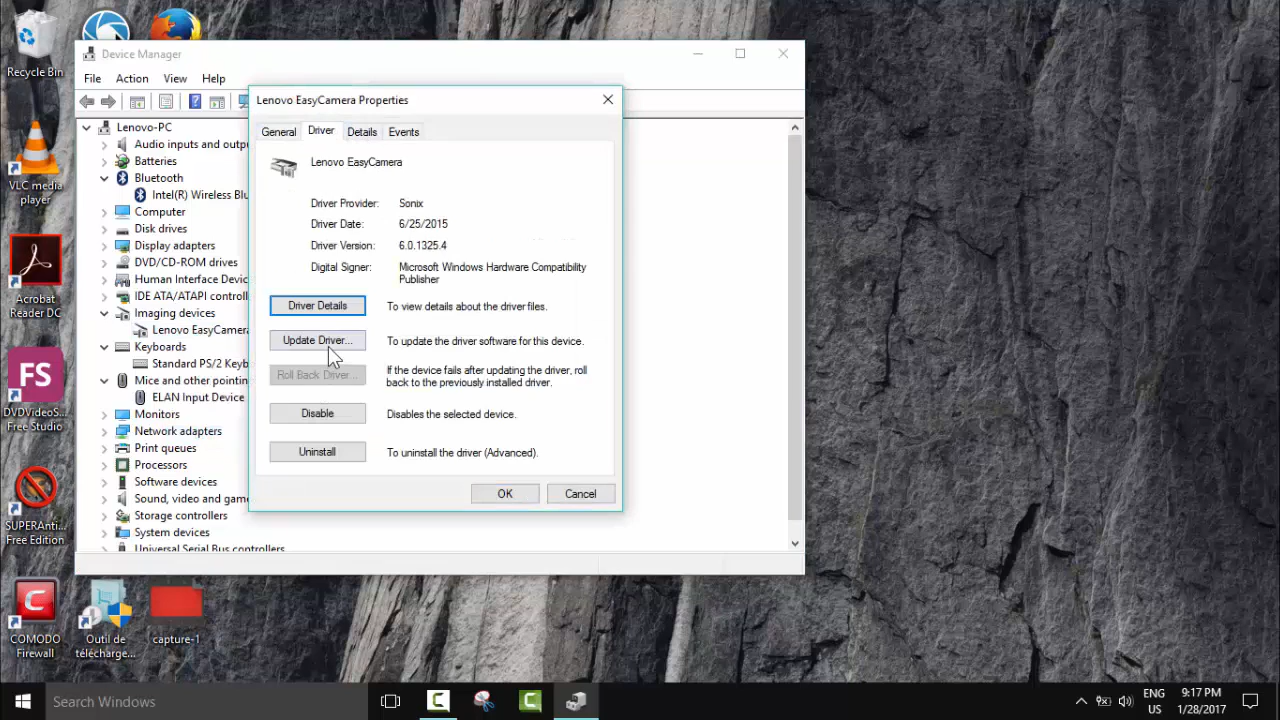 Recycle Bin
VLC media
player
Acrobat
Reader DC
FS
DVDVideoS...
Free Studio
SUPERAnti...
Free Edition
COMODO
Firewall
Outil de
télécharge...
capture-1
Device Manager
File Action View Help
Lenovo-PC
Audio inputs and outpu
Batteries
Bluetooth
Intel(R) Wireless Blu
Computer
Disk drives
Display adapters
DVD/CD-ROM drives
Human Interface Devic
IDE ATA/ATAPI controll
Imaging devices
Lenovo EasyCamera
Keyboards
Standard PS/2 Keyb
Mice and other pointin
ELAN Input Device
Monitors
Network adapters
Print queues
Processors
Software devices
Sound, video and game
Storage controllers
System devices
Universal Serial Bus controllers
Lenovo EasyCamera Properties
General Driver Details Events
Lenovo EasyCamera
Driver Provider: Sonix
Driver Date: 6/25/2015
Driver Version: 6.0.1325.4
Digital Signer: Microsoft Windows Hardware Compatibility
Publisher
Driver Details To view details about the driver files.
Update Driver... To update the driver software for this device.
Roll Back Driver... If the device fails after updating the driver, roll
back to the previously installed driver.
Disable Disables the selected device.
Uninstall To uninstall the driver (Advanced).
OK Cancel
Search Windows
ENG
US
9:17 PM
1/28/2017